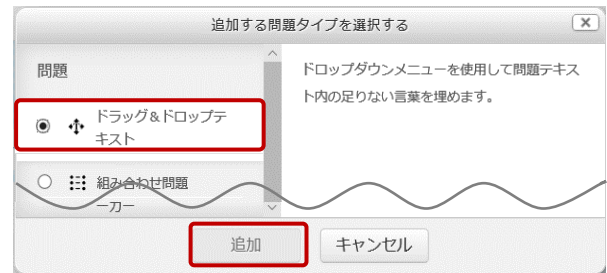 追加する問題タイプを選択する
問題
ドラッグ&ドロップテ
キスト
組み合わせ問題
ーカー
ドロップダウンメニューを使用して問題テキス
ト内の足りない言葉を埋めます。
追加
キャンセル